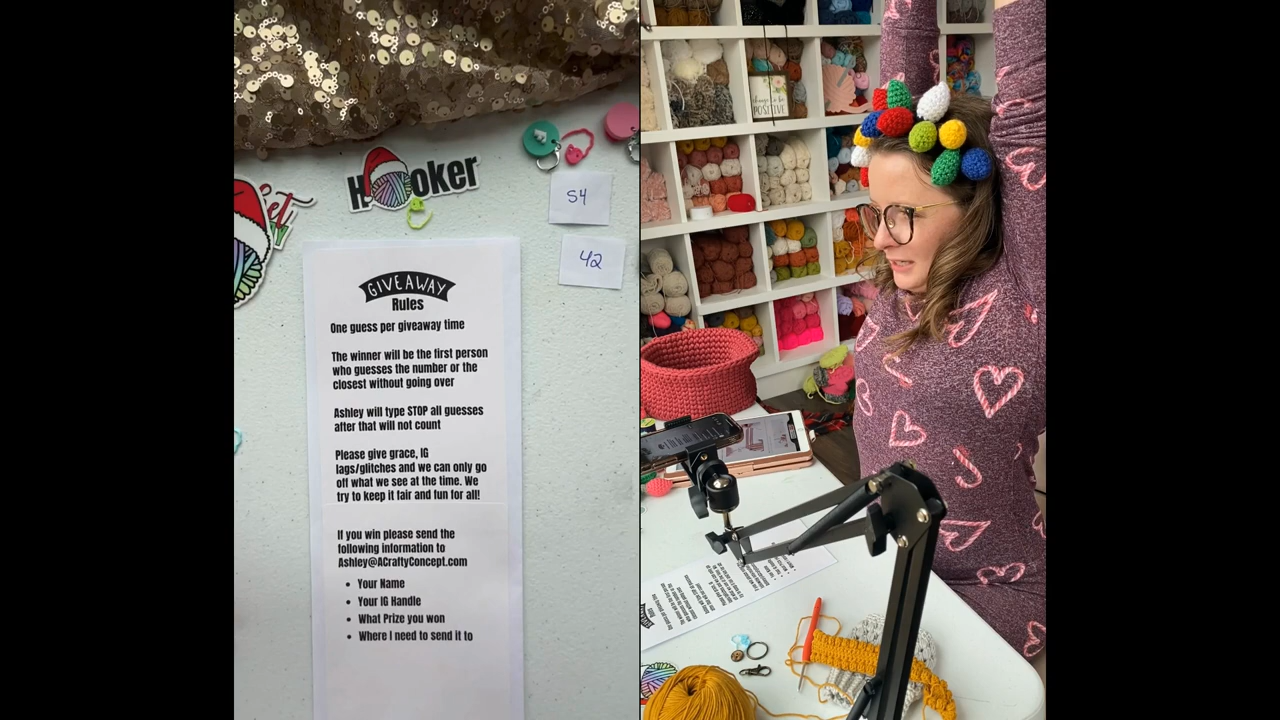 Hooker
et
54
42
GIVEAWAY
Rules
One guess per giveaway time
The winner will be the first person
who guesses the number or the
closest without going over
Ashley will type STOP all guesses
after that will not count
Please give grace, IG
lags/glitches and we can only go
off what we see at the time. We
try to keep it fair and fun for all!
If you win please send the
following information to
Ashley@ACraftyConcept.com
• Your Name
• Your IG Handle
• What Prize you won
• Where I need to send it to
POSITIVE